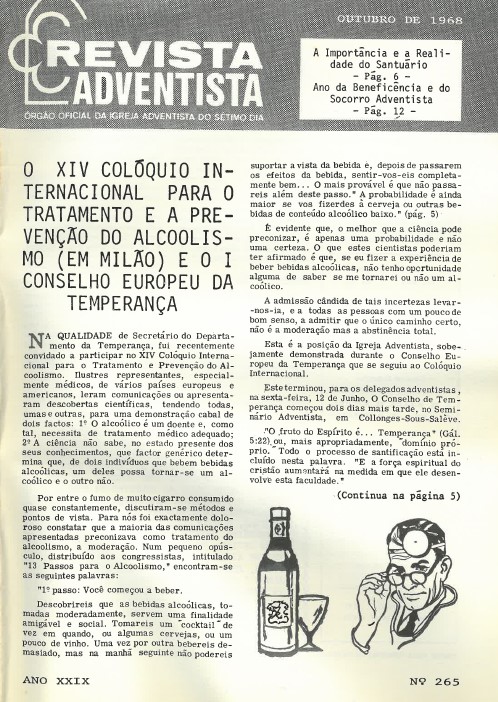 OUTUBRO DE 1968
REVISTA
ADVENTISTA
ÓRGÃO OFICIAL DA IGREJA ADVENTISTA DO SÉTIMO DIA
A Importância e a Reali-
dade do Santuário
- Pág. 6 -
Ano da Beneficência e do
Socorro Adventista
- Pág. 12 -
O XIV COLÓQUIO IN-
TERNACIONAL PARA O
TRATAMENTO E A PRE-
VENÇÃO DO ALCOOLIS-
MO (EM MILÃO) E O I
CONSELHO EUROPEU DA
TEMPERANÇA
NA QUALIDADE de Secretário do Departa-
mento da Temperança, fui recentemente
convidado a participar no XIV Colóquio Interna-
cional para o Tratamento e Prevenção do Al-
coolismo. Ilustres representantes, especial-
mente médicos, de vários países europeus e
americanos, leram comunicações ou apresenta-
ram descobertas científicas, tendendo todas,
umas e outras, para uma demonstração cabal de
dois factos: 1º O alcoólico é um doente e, como
tal, necessita de tratamento médico adequado;
2º A ciência não sabe, no estado presente dos
seus conhecimentos, que factor genérico deter-
mina que, de dois indivíduos que bebem bebidas
alcoólicas, um deles possa tornar-se um al-
coólico e o outro não.
Por entre o fumo de muito cigarro consumido
quase constantemente, discutiram-se métodos e
pontos de vista. Para nós foi exactamente dolo-
roso constatar que a maioria das comunicações
apresentadas preconizava como tratamento do
alcoolismo, a moderação. Num pequeno opús-
culo, distribuído aos congressistas, intitulado
"13 Passos para o Alcoolismo," encontram-se
as seguintes palavras:
"1º passo: Você começou a beber.
Descobrireis que as bebidas alcoólicas, to-
madas moderadamente, servem uma finalidade
amigável e social. Tomareis um "cocktail" de
vez em quando, ou algumas cervejas, ou um
pouco de vinho. Uma vez por outra bebereis de-
masiado, mas na manhã seguinte não podereis
suportar a vista da bebida e, depois de passarem
os efeitos da bebida, sentir-vos-eis completa-
mente bem... O mais provável é que não passa-
reis além deste passo." A probabilidade é ainda
maior se vos fizerdes à cerveja ou outras be-
bidas de conteúdo alcoólico baixo." (pág. 5)
É evidente que, o melhor que a ciência pode
preconizar, é apenas uma probabilidade e não
uma certeza. O que estes cientistas poderiam
ter afirmado é que, se eu fizer a experiência de
beber bebidas alcoólicas, não tenho oportunidade
alguma de saber se me tornarei ou não um al-
coólico.
A admissão cândida de tais incertezas levar-
-nos-ia, e a todas as pessoas com um pouco de
bom senso, a admitir que o único caminho certo,
não é a moderação mas a abstinência total.
Esta é a posição da Igreja Adventista, sobe-
jamente demonstrada durante o Conselho Eu-
ropeu da Temperança que se seguiu ao Colóquio
Internacional.
Este terminou, para os delegados adventistas,
na sexta-feira, 12 de Junho, O Conselho de Tem-
perança começou dois dias mais tarde, no Semi-
nário Adventista, em Collonges-Sous-Salève.
"O fruto do Espírito é... Temperança" (Gál.
5:22) ou, mais apropriamente, "domínio pró-
prio." Todo o processo de santificação está in-
cluído nesta palavra. "E a força espiritual do
cristão aumentará na medida em que ele desen-
volve esta faculdade."
(Continua na página 5)
ANO XXIX
Nº 265